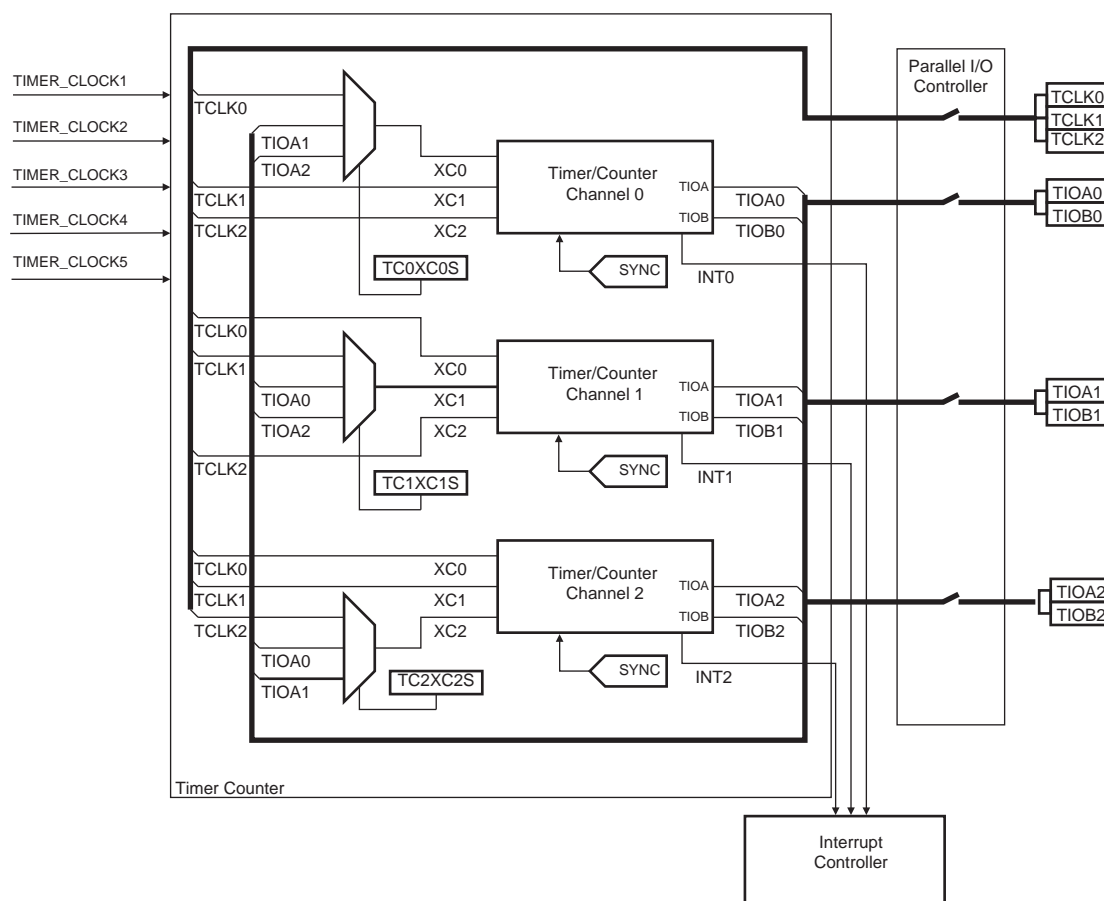 Parallel I/O
Controller
TIMER_CLOCK1
TIMER_CLOCK2
TIMER_CLOCK3
TIMER_CLOCK4
TIMER_CLOCK5
TCLK0
TIOA1
TIOA2
TCLK1
TCLK2
XC0
XC1
XC2
Timer/Counter
Channel 0
TIOA
TIOB
TIOA0
TIOB0
TC0XC0S
SYNC
INT0
TCLK0
TCLK1
TIOA0
TIOA2
TCLK2
XC0
XC1
XC2
Timer/Counter
Channel 1
TIOA
TIOB
TIOA1
TIOB1
TC1XC1S
SYNC
INT1
TCLK0
TCLK1
TCLK2
TIOA0
TIOA1
XC0
XC1
XC2
Timer/Counter
Channel 2
TIOA
TIOB
TIOA2
TIOB2
TC2XC2S
SYNC
INT2
TCLK0
TCLK1
TCLK2
TIOA0
TIOB0
TIOA1
TIOB1
TIOA2
TIOB2
Timer Counter
Interrupt
Controller